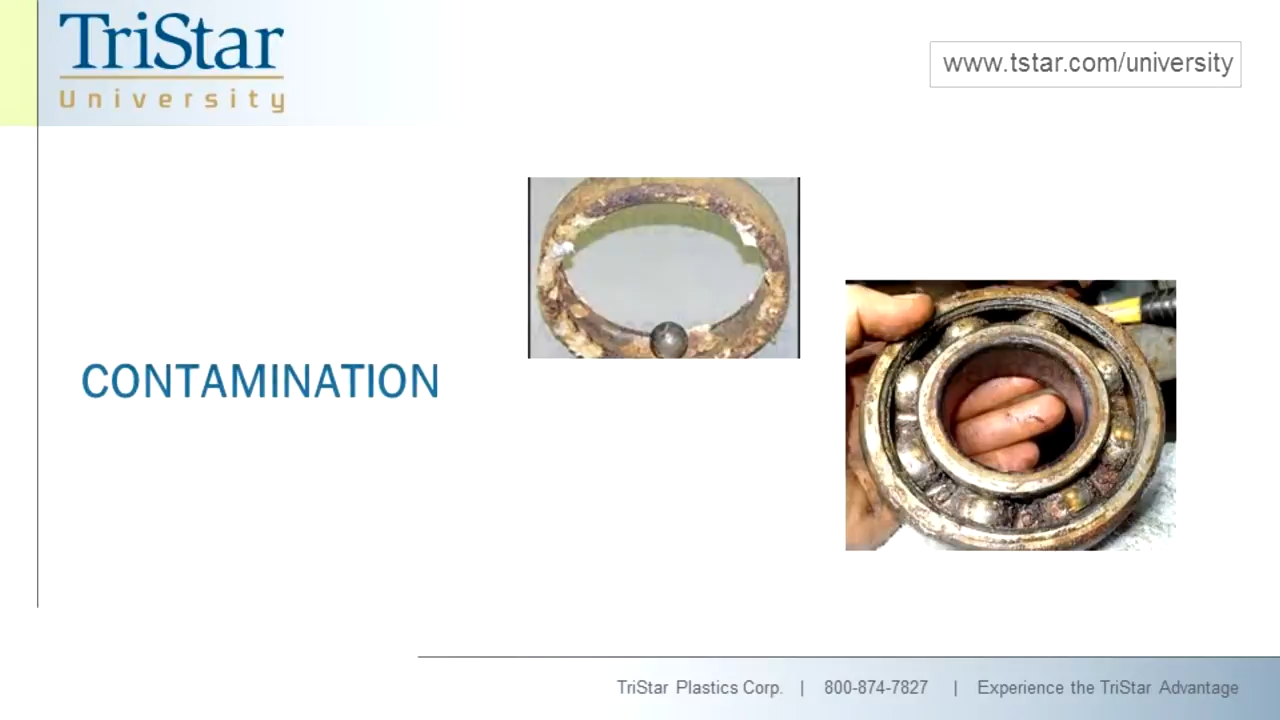 TriStar
University
www.tstar.com/university
CONTAMINATION
TriStar Plastics Corp. | 800-874-7827 | Experience the TriStar Advantage